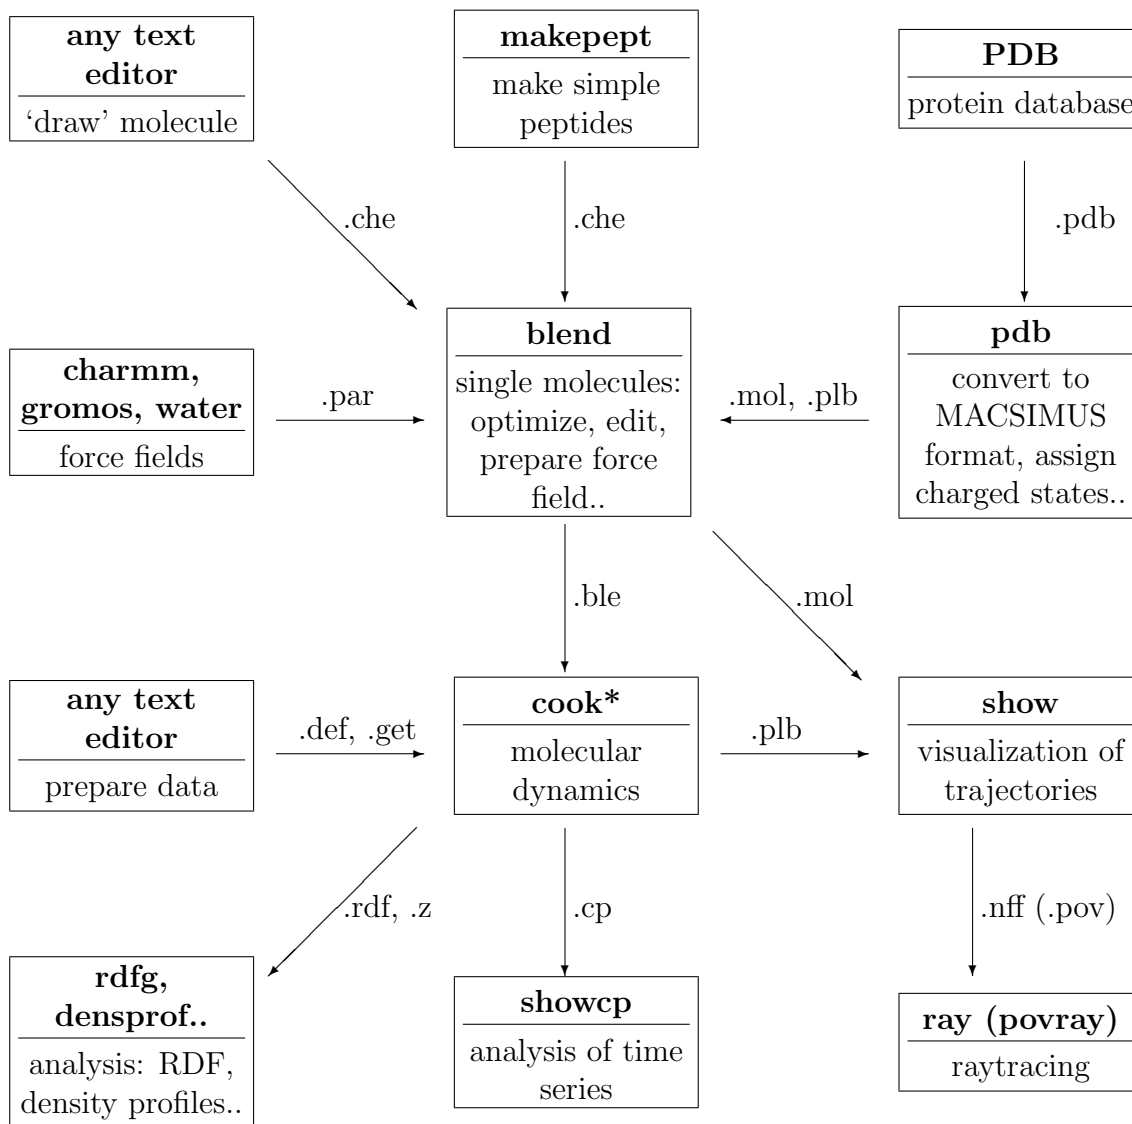 any text
editor
‘draw’ molecule
makepept
make simple
peptides
PDB
protein database
.che
.che
.pdb
charmm,
gromos, water
force fields
.par
blend
single molecules:
optimize, edit,
prepare force
field..
.mol, .plb
pdb
convert to
MACSIMUS
format, assign
charged states..
.ble
.mol
any text
editor
prepare data
.def, .get
cook*
molecular
dynamics
.plb
show
visualization of
trajectories
.rdf, .z
.cp
.nff (.pov)
rdfg,
densprof..
analysis: RDF,
density profiles..
showcp
analysis of time
series
ray (povray)
raytracing